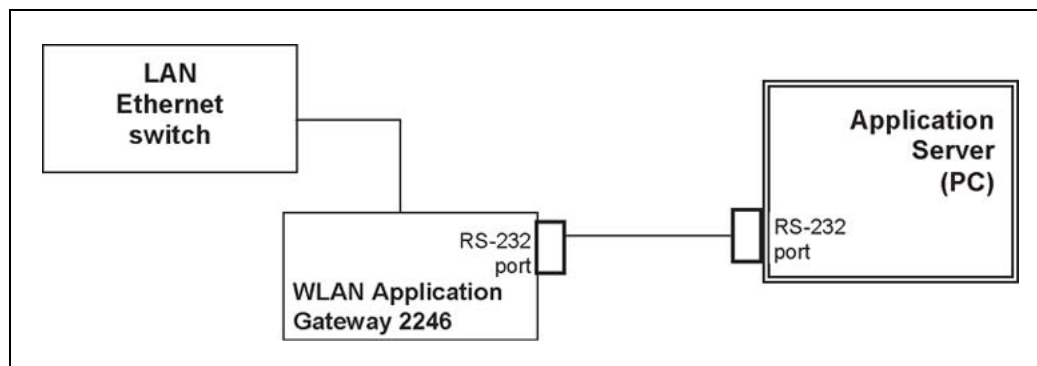 LAN
Ethernet
switch
Application
Server
(PC)
RS-232
port
RS-232
port
WLAN Application
Gateway 2246